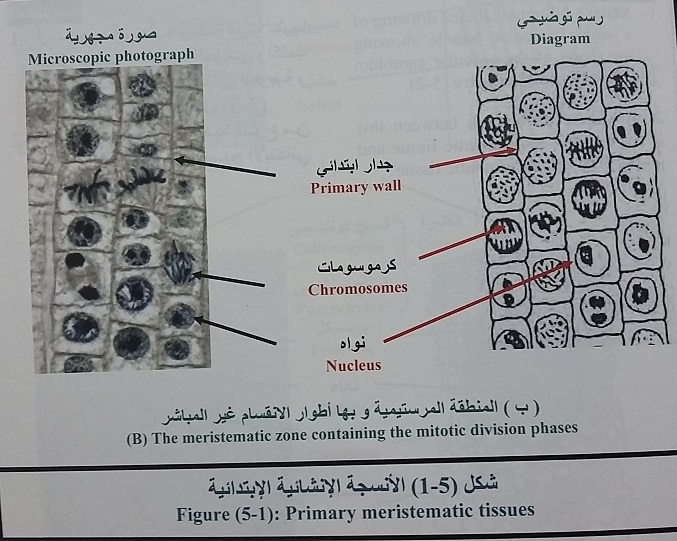 صورة مجهرية
Microscopic photograph
رسم توضيحي
Diagram
جدار ابتدائي
Primary wall
كرموسومات
Chromosomes
نواه
Nucleus
( ب ) المنطقة المرستيمية و بها أطوار الانقسام غير المباشر
(B) The meristematic zone containing the mitotic division phases
شكل (5-1) الأنسجة الإنشائية الإبتدائية
Figure (5-1): Primary meristematic tissues